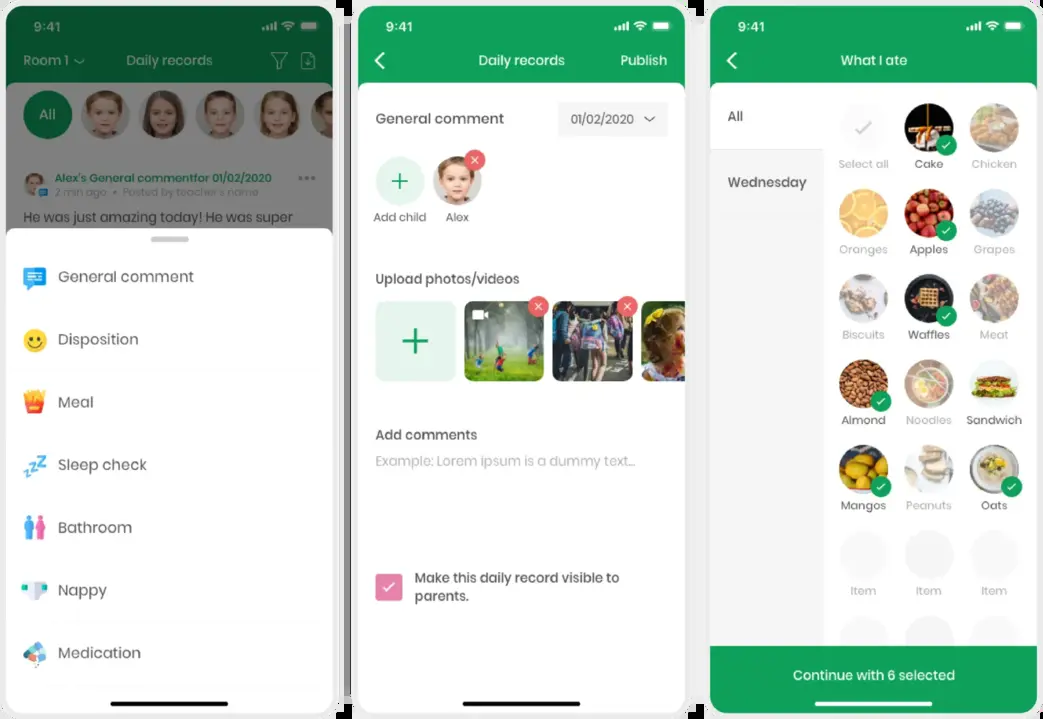 9:41
Room 1
Daily records
All
Alex's General commentfor 01/02/2020
2 min ago • Posted by teacher's name
He was just amazing today! He was super
General comment
Disposition
Meal
Sleep check
Bathroom
Nappy
Medication
9:41
Daily records
Publish
General comment
01/02/2020
Add child
Alex
Upload photos/videos
Add comments
Example: Lorem ipsum is a dummy text...
Make this daily record visible to
parents.
9:41
What I ate
All
Wednesday
Select all
Cake
Chicken
Oranges
Apples
Grapes
Biscuits
Waffles
Meat
Almond
Noodles
Sandwich
Mangos
Peanuts
Oats
Item
Item
Item
Continue with 6 selected